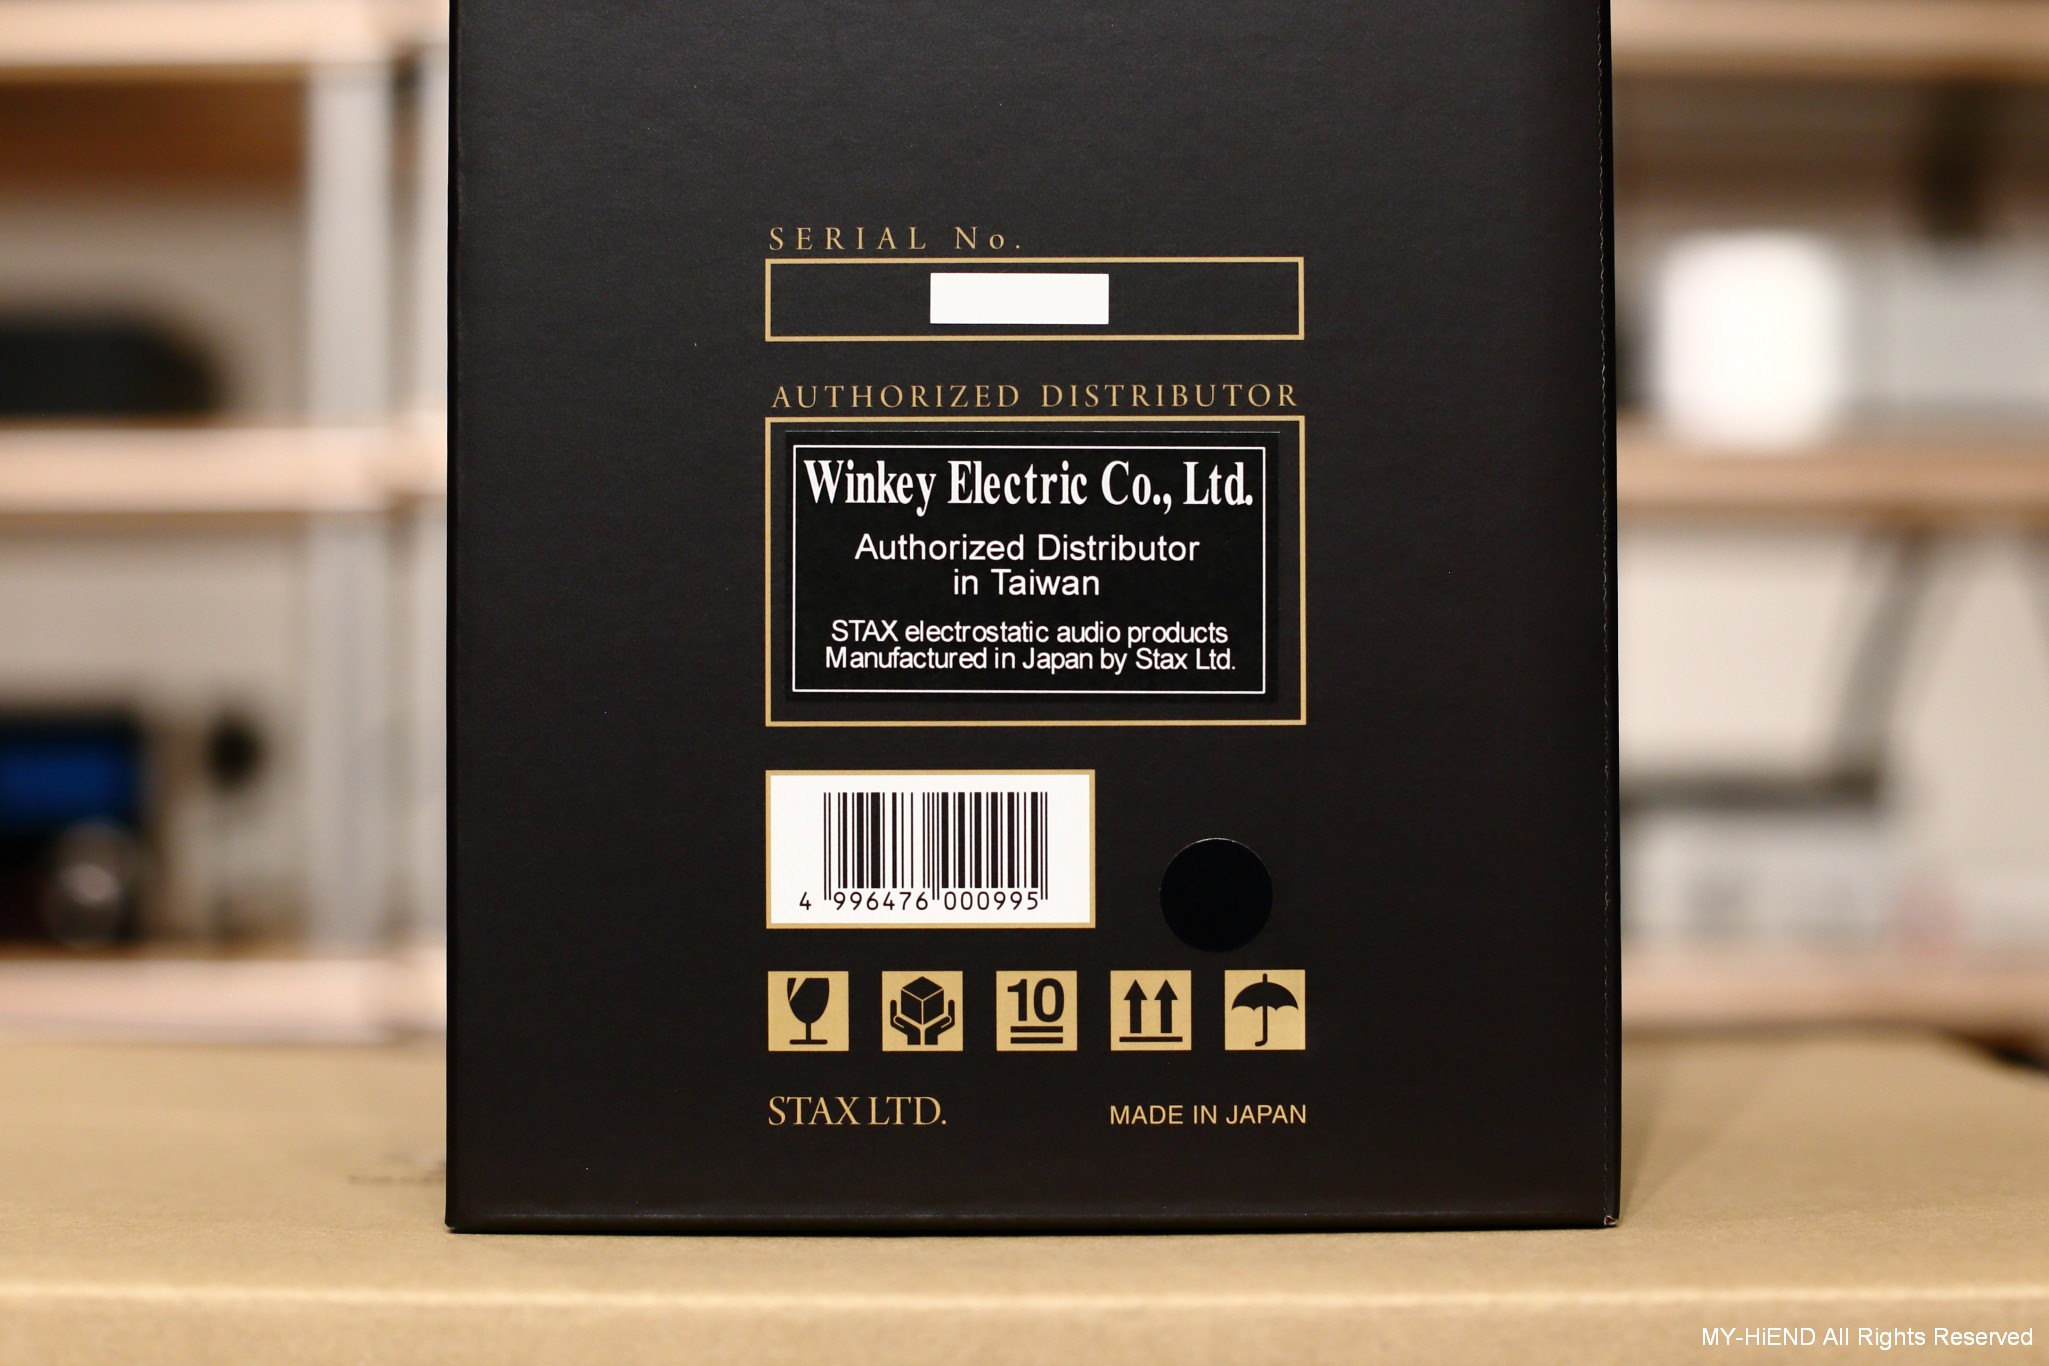 SERIAL No.
AUTHORIZED DISTRIBUTOR
Winkey Electric Co., Ltd.
Authorized Distributor
in Taiwan
STAX electrostatic audio products
Manufactured in Japan by Stax Ltd.
4 996476 000995
10
STAX LTD.
MADE IN JAPAN
MY-HiEND All Rights Reserved